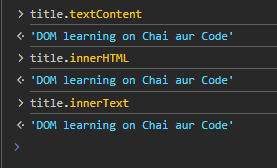 > title.textContent
<· 'DOM learning on Chai aur Code'
> title.innerHTML
<· 'DOM learning on Chai aur Code'
> title.innerText
<· 'DOM learning on Chai aur Code'
>